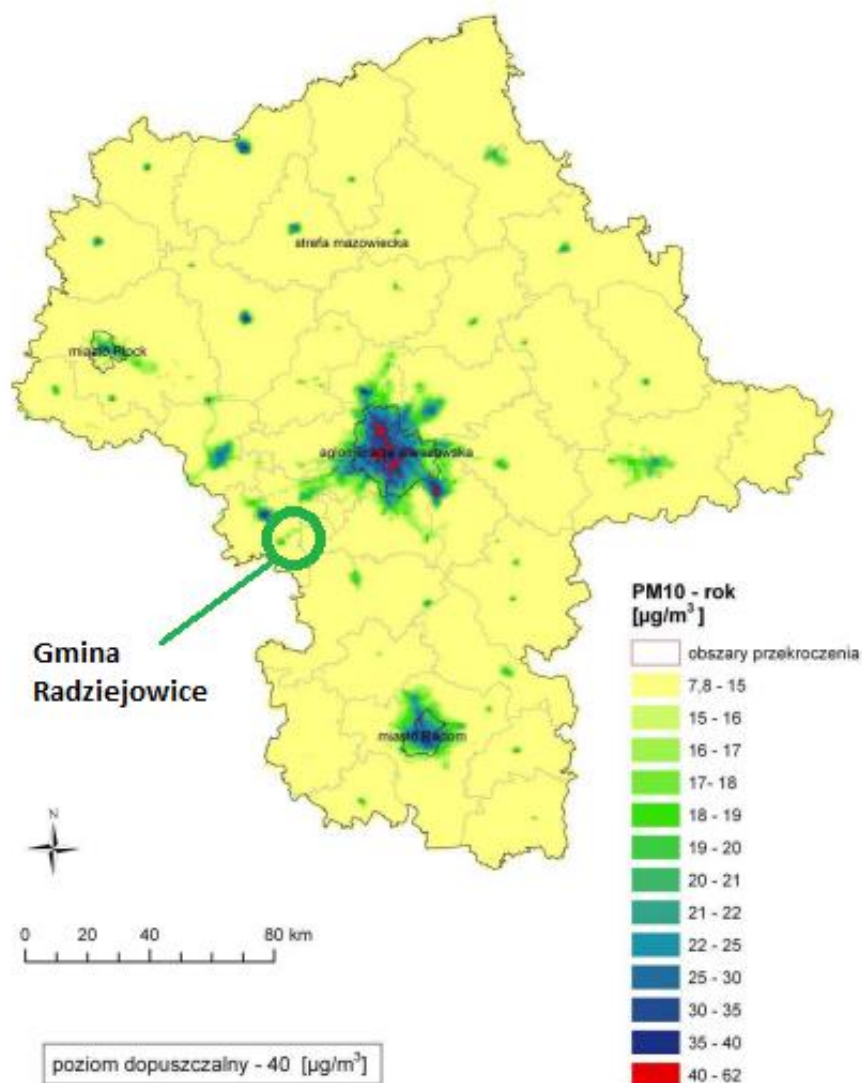 strefa mazowiecka
miasto Płock
aglomeracja warszawska
Gmina
Radziejowice
miasto Radom
PM10 - rok
[µg/m³ ]
obszary przekroczenia
7,8 - 15
15 - 16
16 - 17
17- 18
18 - 19
19 - 20
20 - 21
21 - 22
22 - 25
25 - 30
30 - 35
35 - 40
40 - 62
N
0 20 40 80 km
poziom dopuszczalny - 40 [µg/m³]